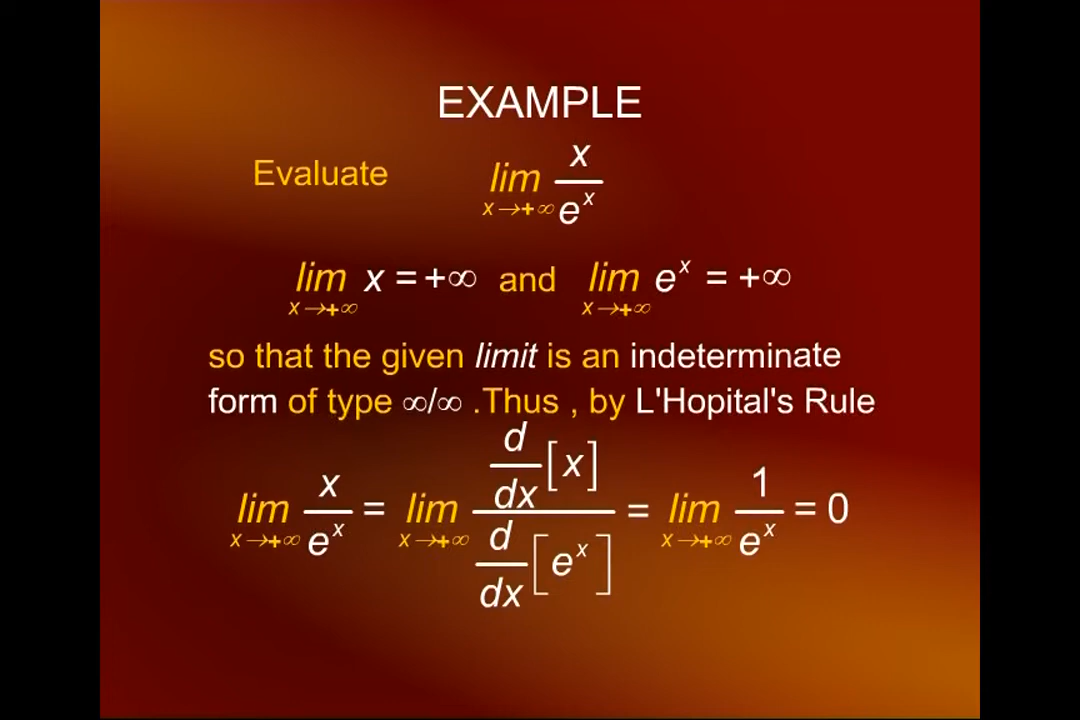 EXAMPLE
Evaluate lim x→+∞ x/e^x
lim x→+∞ x = +∞ and lim x→+∞ e^x = +∞
so that the given limit is an indeterminate
form of type ∞/∞ .Thus , by L'Hopital's Rule
lim x→+∞ x/e^x = lim x→+∞ d/dx[x] / d/dx[e^x] = lim x→+∞ 1/e^x = 0